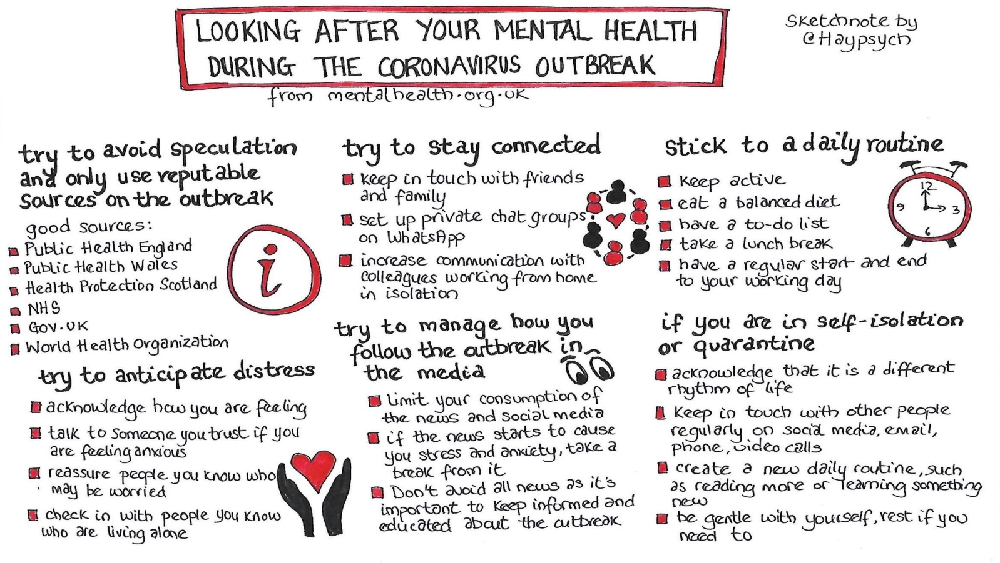 LOOKING AFTER YOUR MENTAL HEALTH
DURING THE CORONAVIRUS OUTBREAK
from mentalhealth.org.uk
Sketchnote by
@Haypsych
try to avoid speculation
and only use reputable
sources on the outbreak
good sources:
Public Health England
Public Health Wales
Health Protection Scotland
NHS
Gov.UK
World Health Organization
i
try to anticipate distress
acknowledge how you are feeling
talk to someone you trust if you
are feeling anxious
reassure people you know who
may be worried
check in with people you know
who are living alone
try to stay connected
keep in touch with friends
and family
set up private chat groups
on WhatsApp
increase communication with
colleagues working from home
in isolation
try to manage how you
follow the outbreak in
the media
limit your consumption of
the news and social media
if the news starts to cause
you stress and anxiety, take a
break from it
Don't avoid all news as it's
important to keep informed and
educated about the outbreak
stick to a daily routine
keep active
eat a balanced diet
have a to-do list
take a lunch break
have a regular start and end
to your working day
12
9 3
6
if you are in self-isolation
or quarantine
acknowledge that it is a different
rhythm of life
Keep in touch with other people
regularly on social media, email,
phone, video calls
create a new daily routine, such
as reading more or learning something
new
be gentle with yourself, rest if you
need to